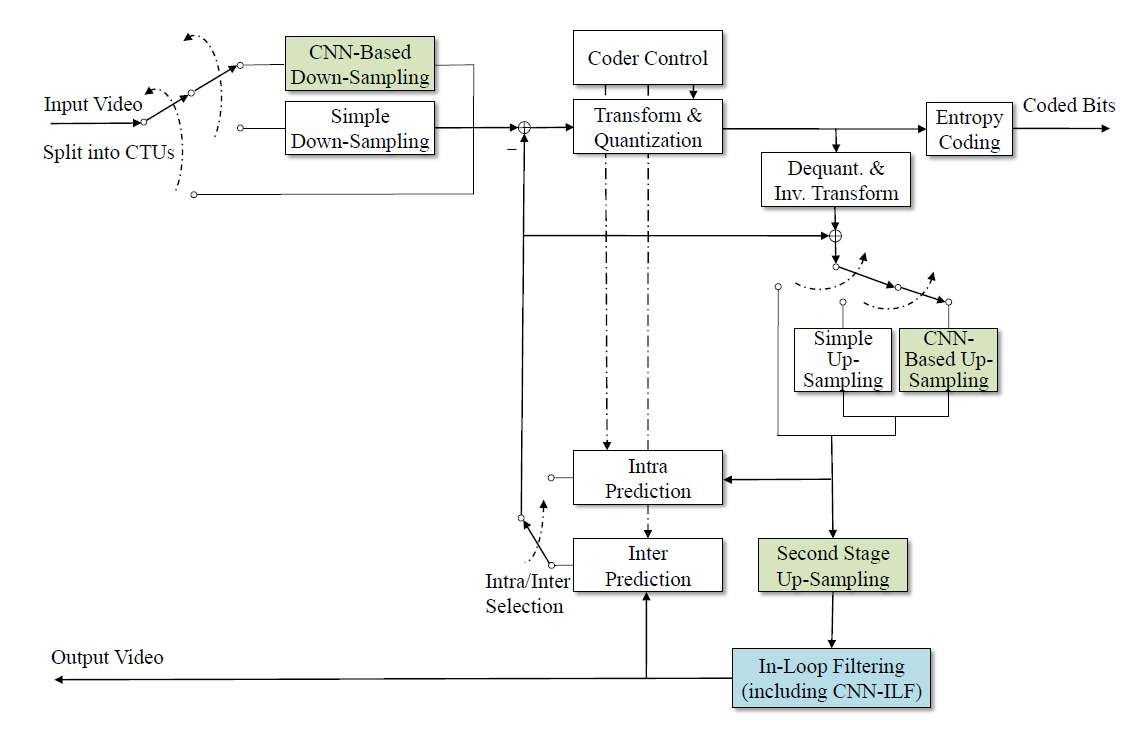 CNN-Based
Down-Sampling
Coder Control
Input Video
Split into CTUs
Simple
Down-Sampling
Transform &
Quantization
Entropy
Coding
Coded Bits
–
Dequant. &
Inv. Transform
Simple
Up-
Sampling
CNN-
Based Up-
Sampling
Intra
Prediction
Intra/Inter
Selection
Inter
Prediction
Second Stage
Up-Sampling
Output Video
In-Loop Filtering
(including CNN-ILF)